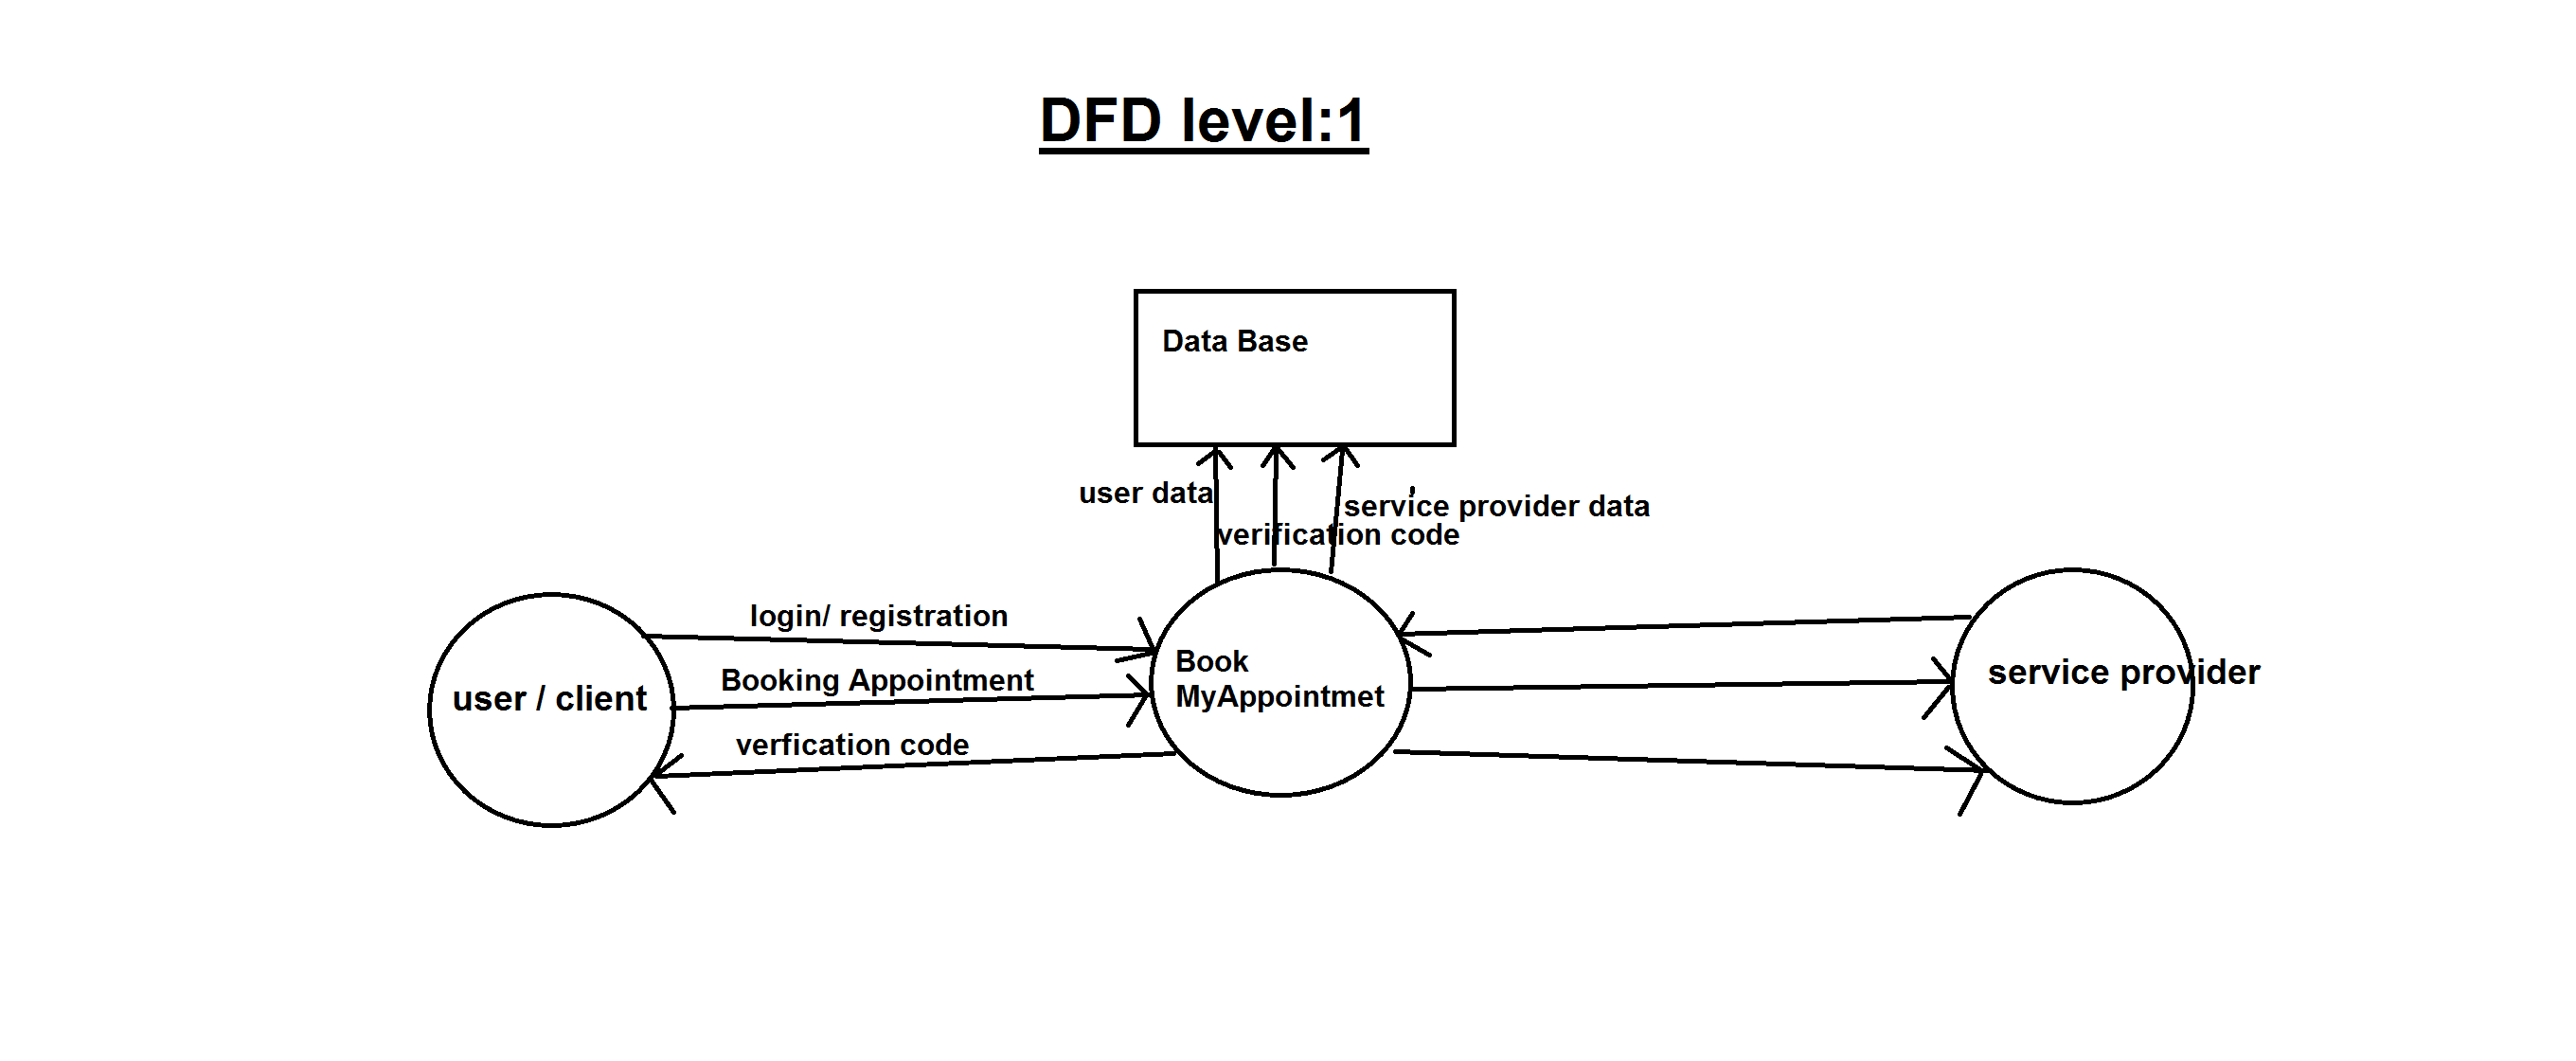 DFD level:1
Data Base
user data
service provider data
verification code
login/ registration
Booking Appointment
verfication code
user / client
Book
MyAppointmet
service provider